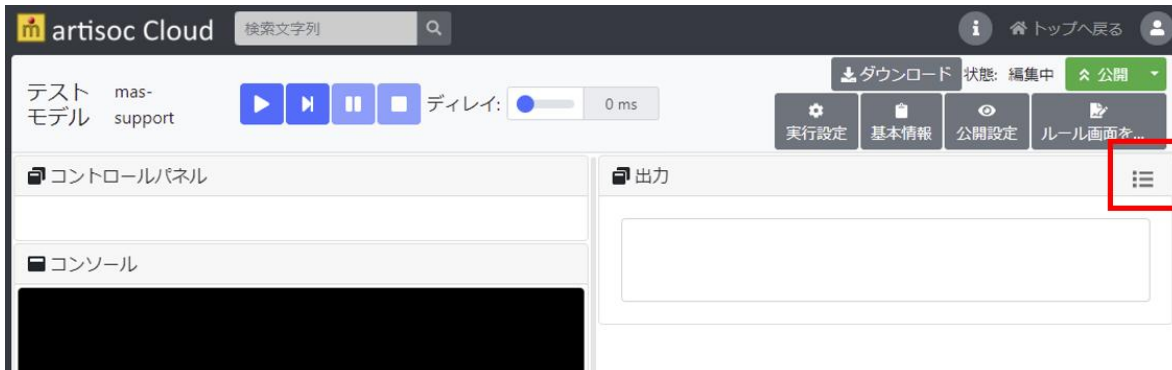 artisoc Cloud 検索文字列 トップへ戻る
ダウンロード 状態: 編集中 公開
テスト
モデル
mas-
support
ディレイ: 0 ms
実行設定 基本情報 公開設定 ルール画面を...
コントロールパネル
出力
コンソール